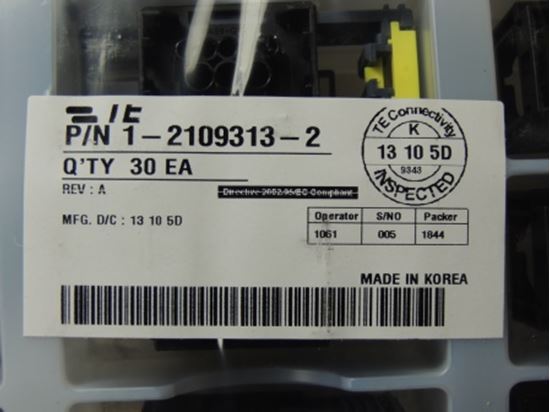 TE
P/N 1-2109313-2
Q'TY 30 EA
REV : A
Directive 2002/95/EC Compliant
MFG. D/C : 13 10 5D
TE Connectivity
K
13 10 5D
9343
INSPECTED
Operator S/NO Packer
1061 005 1844
MADE IN KOREA